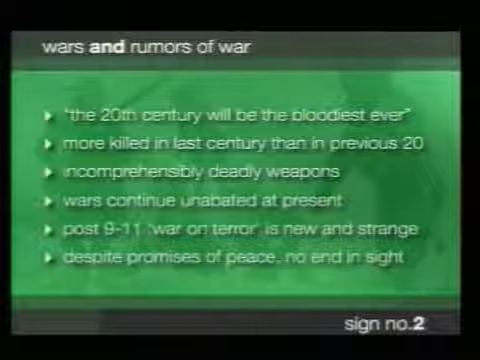 wars and rumors of war
"the 20th century will be the bloodiest ever"
more killed in last century than in previous 20
incomprehensibly deadly weapons
wars continue unabated at present
post 9-11 'war on terror' is new and strange
despite promises of peace, no end in sight
sign no.2